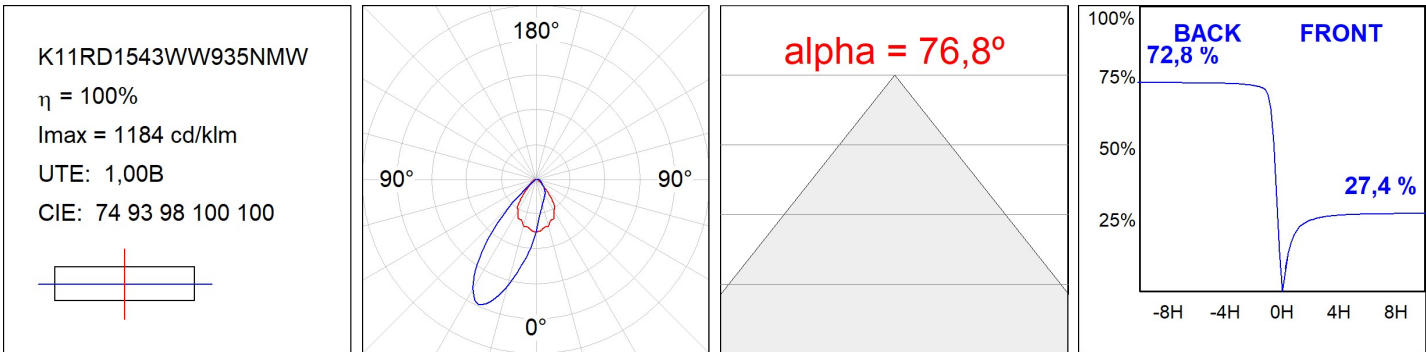 K11RD1543WW935NMW
η = 100%
Imax = 1184 cd/klm
UTE: 1,00B
CIE: 74 93 98 100 100
180°
90° 90°
0°
alpha = 76,8º
100%
BACK FRONT
72,8 %
75%
50%
27,4 %
25%
-8H -4H 0H 4H 8H